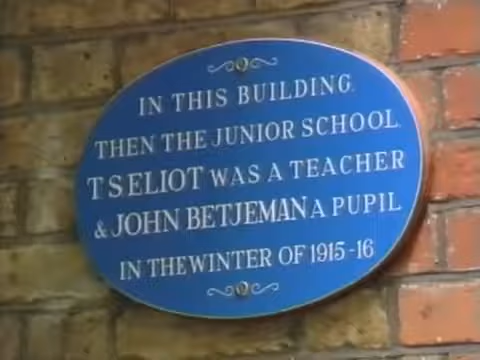 IN THIS BUILDING.
THEN THE JUNIOR SCHOOL.
T S ELIOT WAS A TEACHER
& JOHN BETJEMAN A PUPIL
IN THE WINTER OF 1915-16